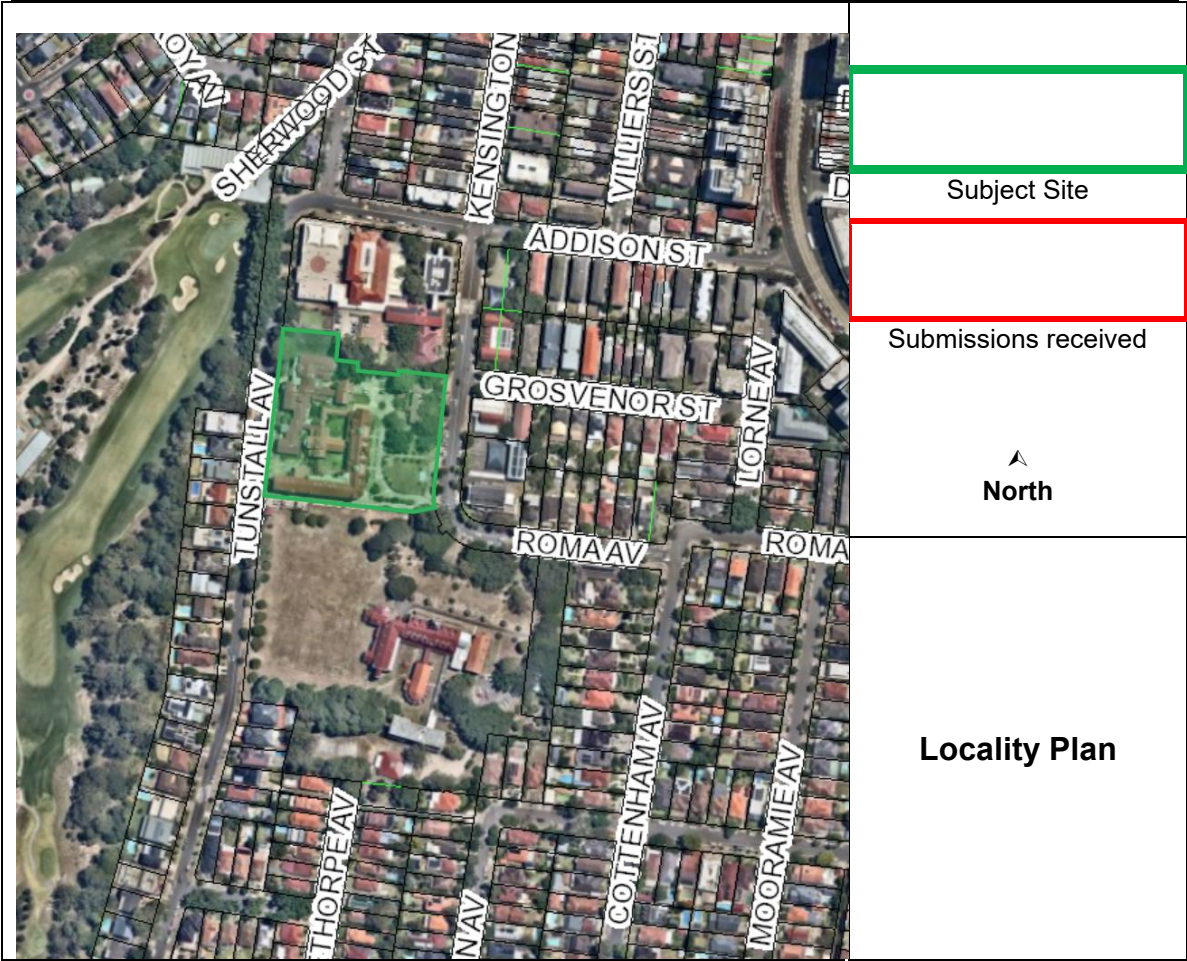 SHERWOOD ST
KENSINGTON
VILLIERS ST
ADDISON ST
GROSVENOR ST
LORNE AV
TUNSTALL AV
ROMA AV
ROMA
COTTENHAM AV
MOORAMIE AV
THORPE AV
N AV
Subject Site
Submissions received
North
Locality Plan